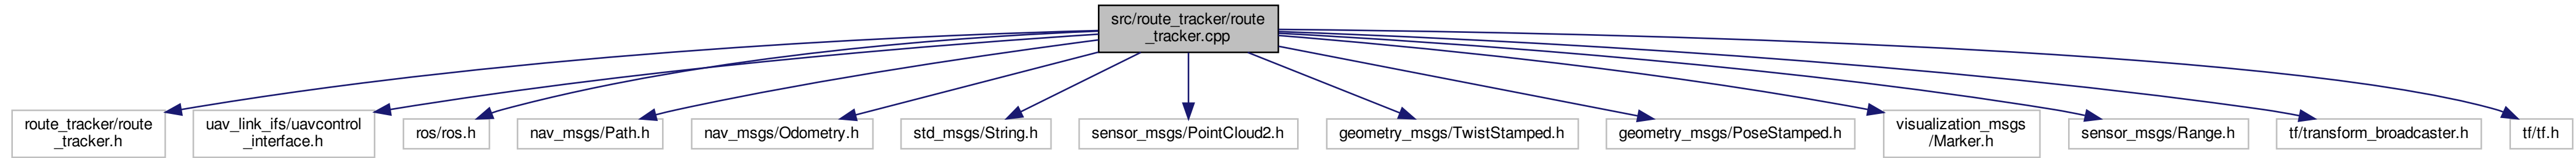 src/route_tracker/route
_tracker.cpp
route_tracker/route
_tracker.h
uav_link_ifs/uavcontrol
_interface.h
ros/ros.h
nav_msgs/Path.h
nav_msgs/Odometry.h
std_msgs/String.h
sensor_msgs/PointCloud2.h
geometry_msgs/TwistStamped.h
geometry_msgs/PoseStamped.h
visualization_msgs
/Marker.h
sensor_msgs/Range.h
tf/transform_broadcaster.h
tf/tf.h